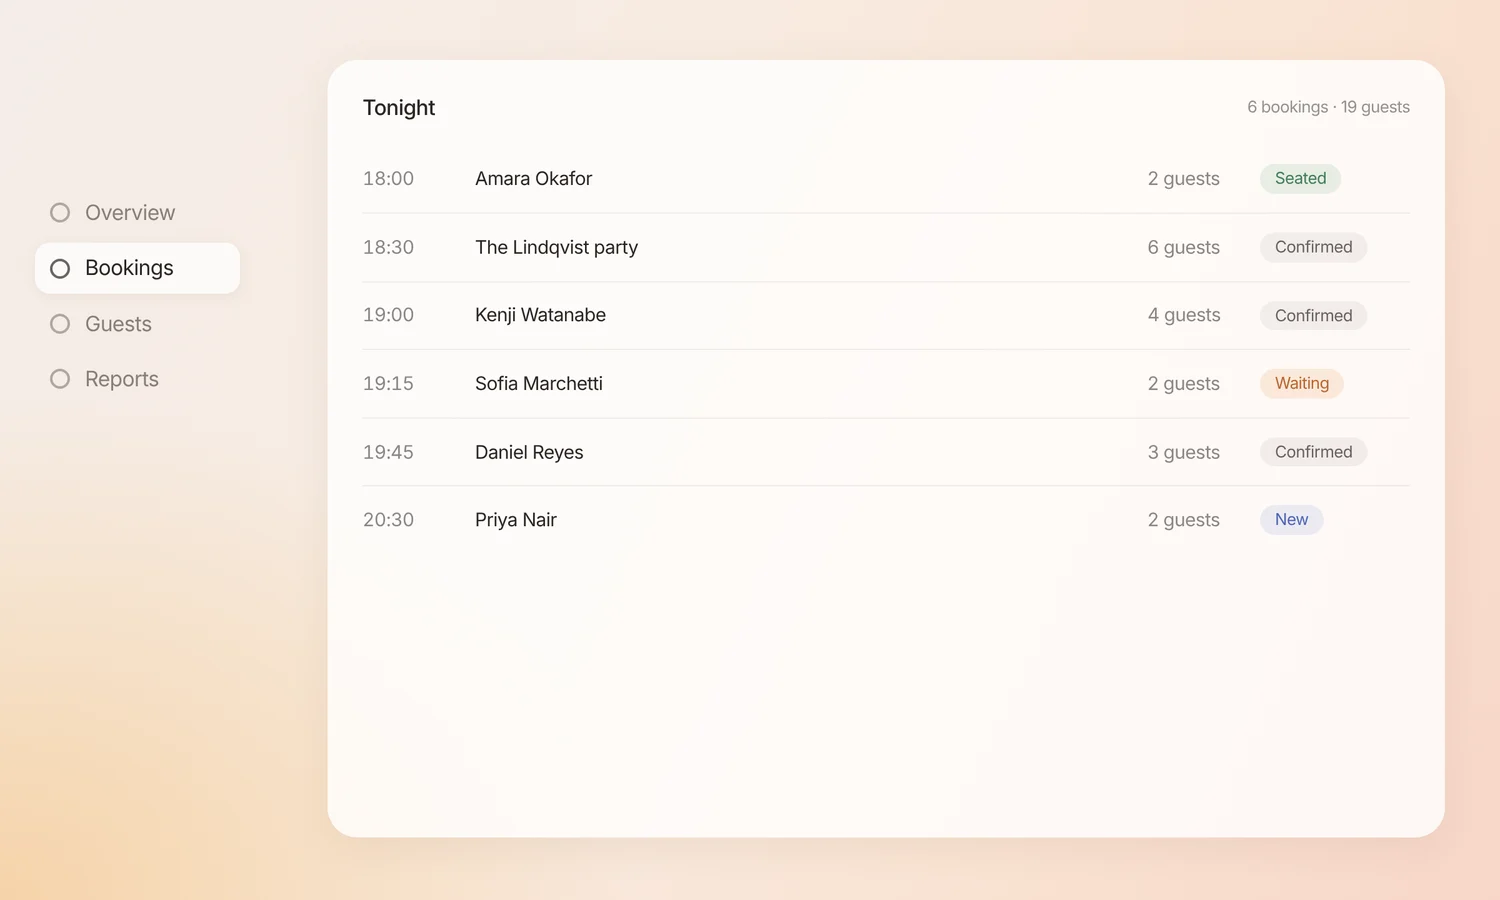 Overview
Bookings
Guests
Reports
Tonight
6 bookings · 19 guests
18:00 Amara Okafor 2 guests Seated
18:30 The Lindqvist party 6 guests Confirmed
19:00 Kenji Watanabe 4 guests Confirmed
19:15 Sofia Marchetti 2 guests Waiting
19:45 Daniel Reyes 3 guests Confirmed
20:30 Priya Nair 2 guests New